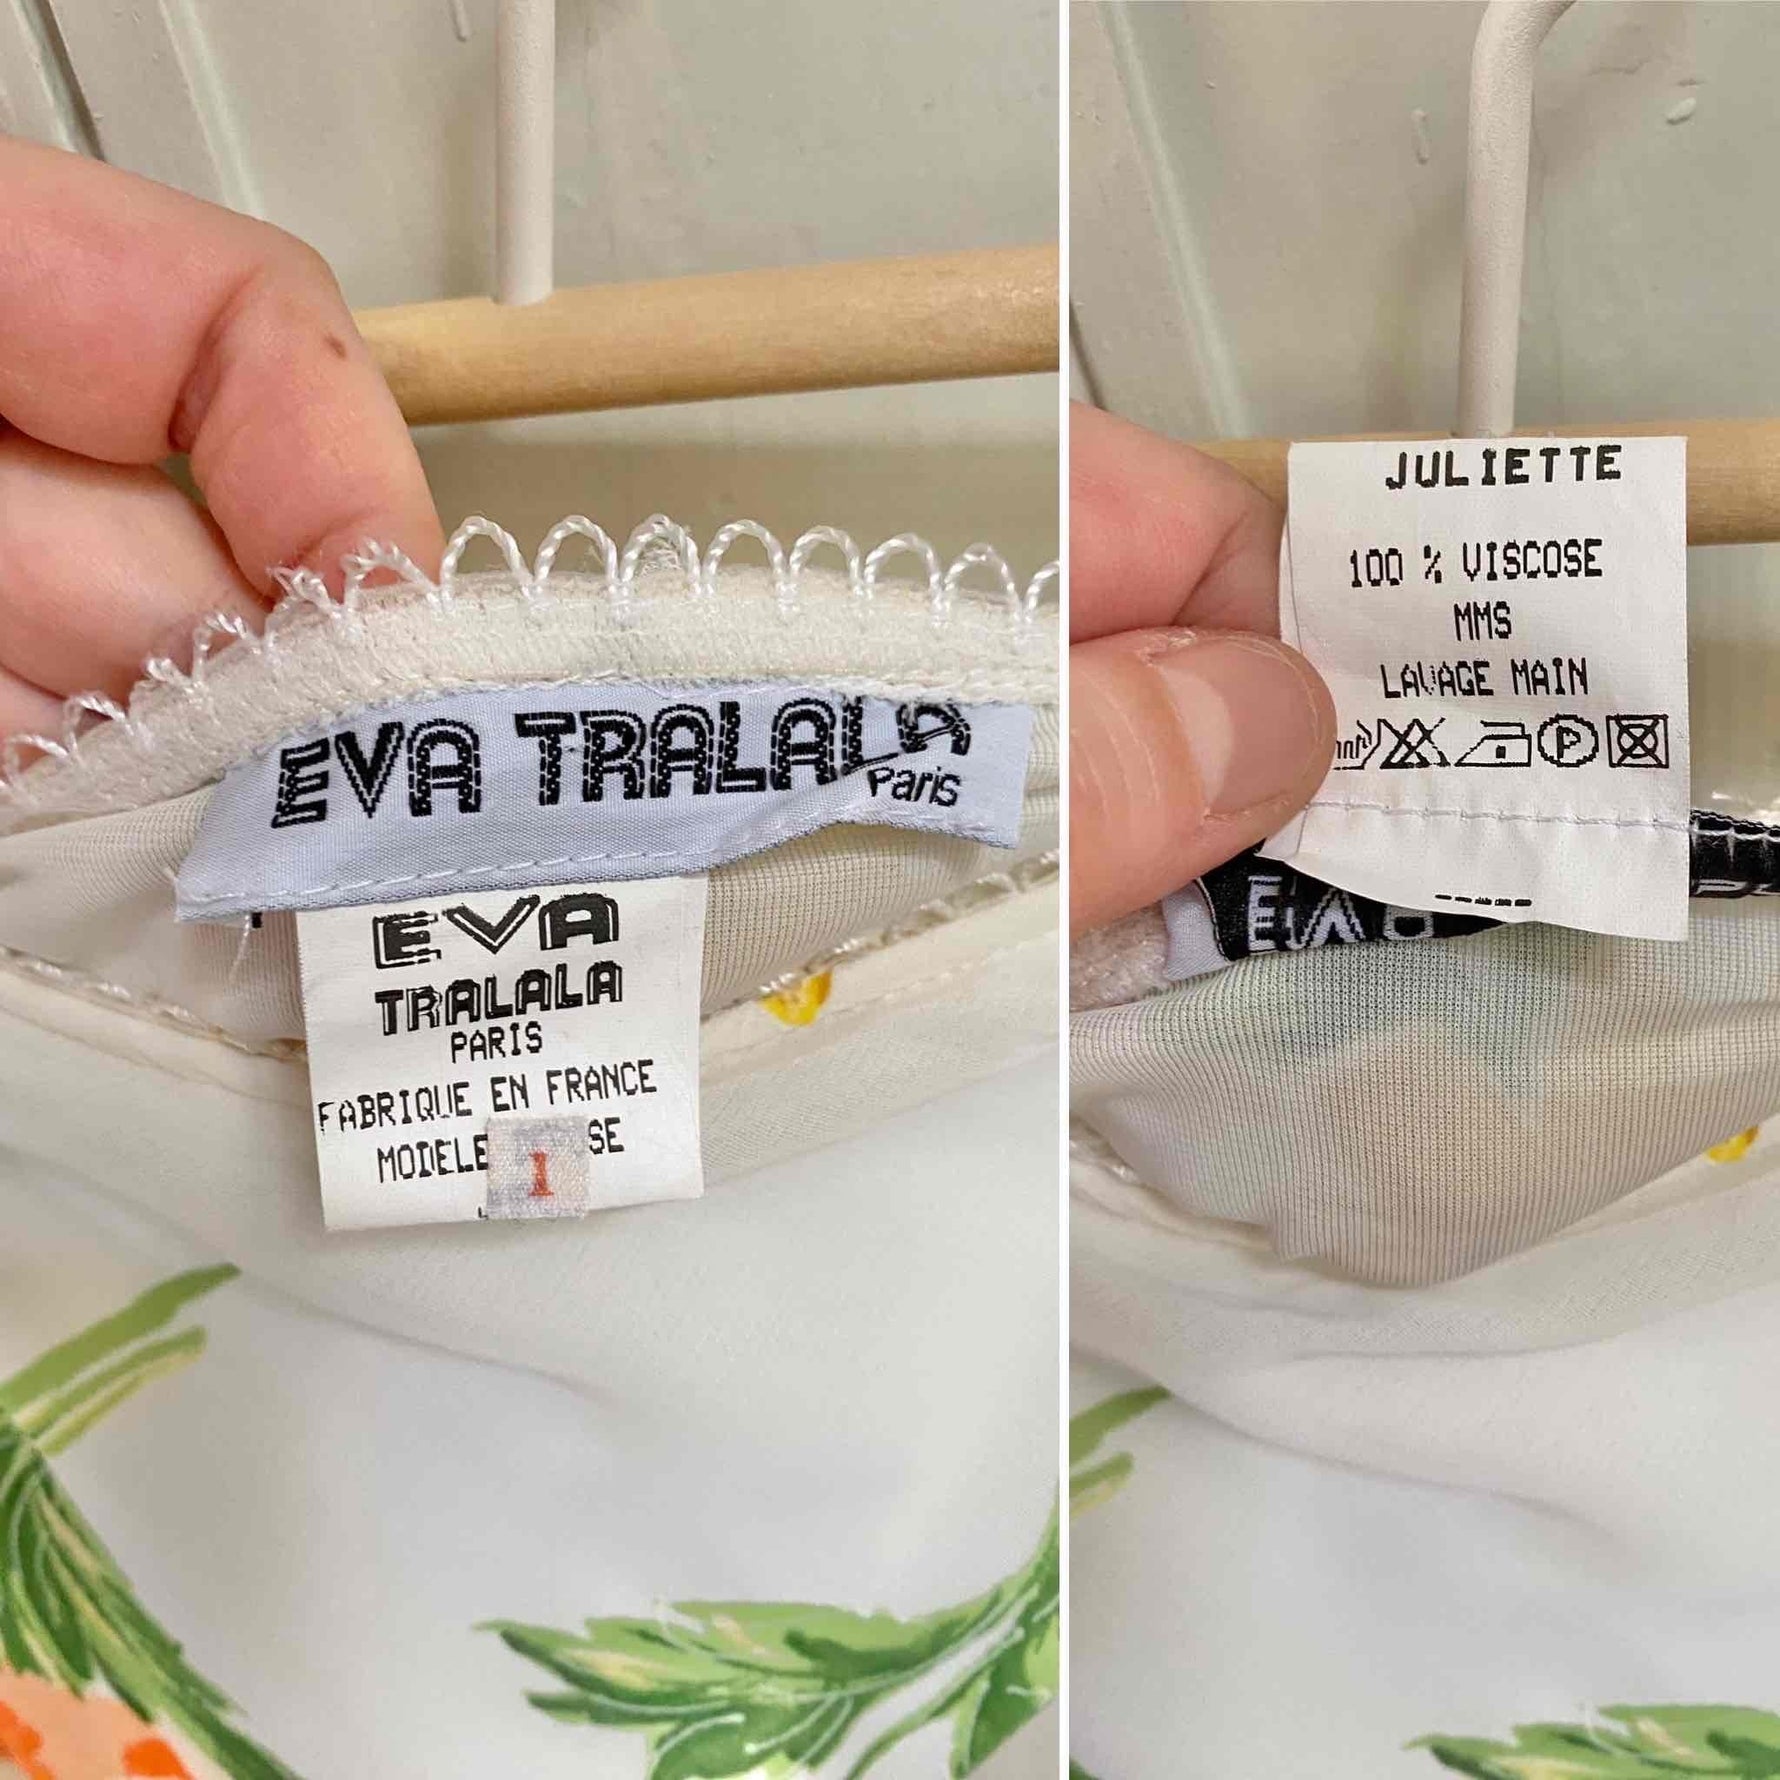 EVA TRALALA
Paris
EVA
TRALALA
PARIS
FABRIQUE EN FRANCE
MODELE SE
1
JULIETTE
100 % VISCOSE
MMS
LAVAGE MAIN
P